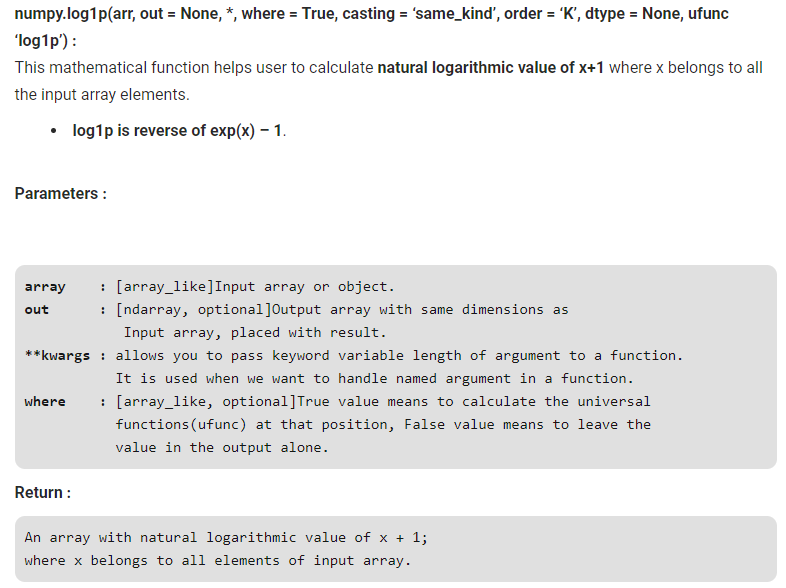 numpy.log1p(arr, out = None, *, where = True, casting = ‘same_kind’, order = ‘K’, dtype = None, ufunc
‘log1p’) :
This mathematical function helps user to calculate natural logarithmic value of x+1 where x belongs to all
the input array elements.
• log1p is reverse of exp(x) – 1.
Parameters :
array : [array_like]Input array or object.
out : [ndarray, optional]Output array with same dimensions as
Input array, placed with result.
**kwargs : allows you to pass keyword variable length of argument to a function.
It is used when we want to handle named argument in a function.
where : [array_like, optional]True value means to calculate the universal
functions(ufunc) at that position, False value means to leave the
value in the output alone.
Return :
An array with natural logarithmic value of x + 1;
where x belongs to all elements of input array.